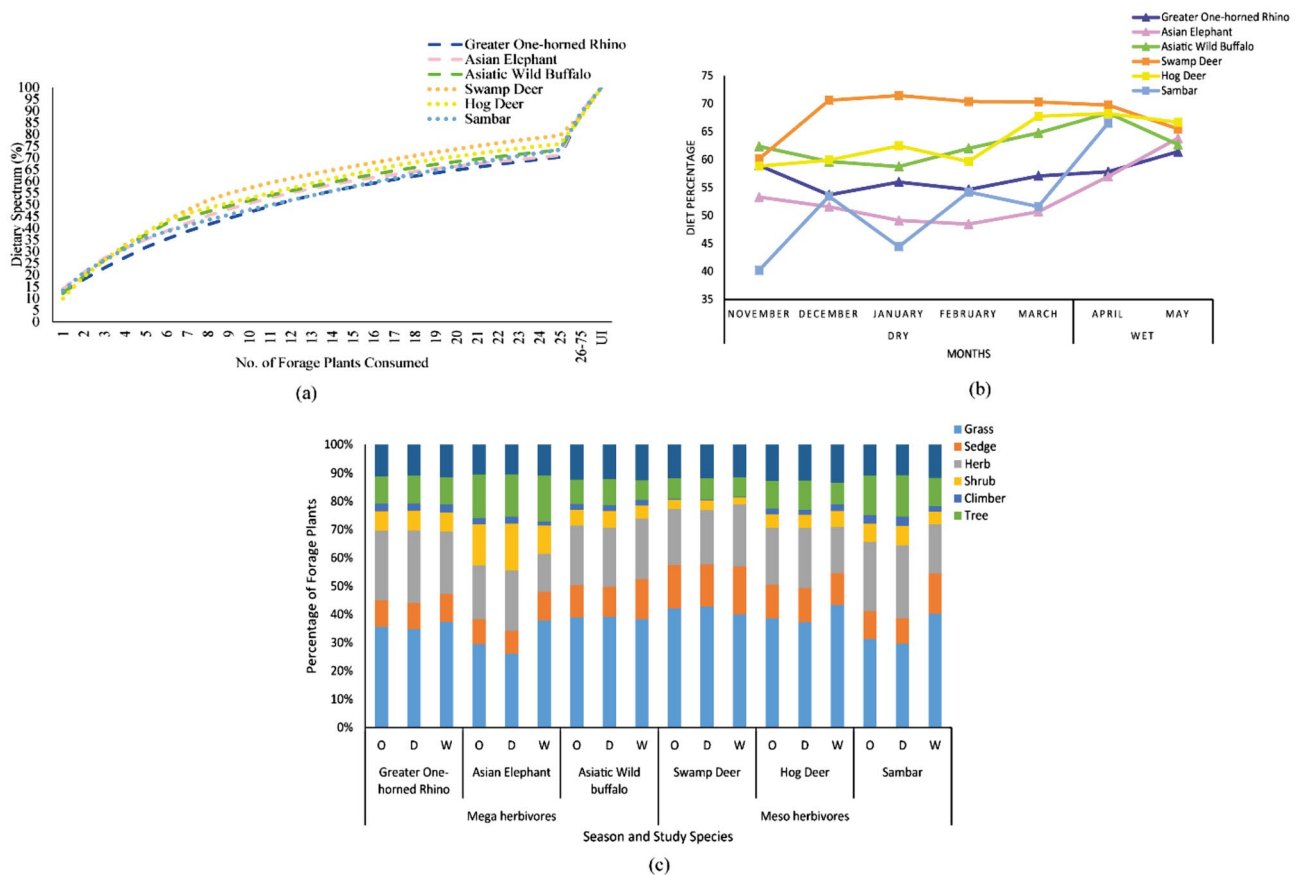 Greater One-horned Rhino
Asian Elephant
Asiatic Wild Buffalo
Swamp Deer
Hog Deer
Sambar
Dietary Spectrum (%)
100
95
90
85
80
75
70
65
60
55
50
45
40
35
30
25
20
15
10
5
0
1 2 3 4 5 6 7 8 9 10 11 12 13 14 15 16 17 18 19 20 21 22 23 24 25 26-75 UI
No. of Forage Plants Consumed
(a)
Greater One-horned Rhino
Asian Elephant
Asiatic Wild Buffalo
Swamp Deer
Hog Deer
Sambar
DIET PERCENTAGE
75
70
65
60
55
50
45
40
35
NOVEMBER DECEMBER JANUARY FEBRUARY MARCH APRIL MAY
DRY WET
MONTHS
(b)
Grass
Sedge
Herb
Shrub
Climber
Tree
Percentage of Forage Plants
100%
90%
80%
70%
60%
50%
40%
30%
20%
10%
0%
O D W O D W O D W O D W O D W O D W
Greater One-horned Rhino
Asian Elephant
Asiatic Wild buffalo
Swamp Deer
Hog Deer
Sambar
Mega herbivores Meso herbivores
Season and Study Species
(c)